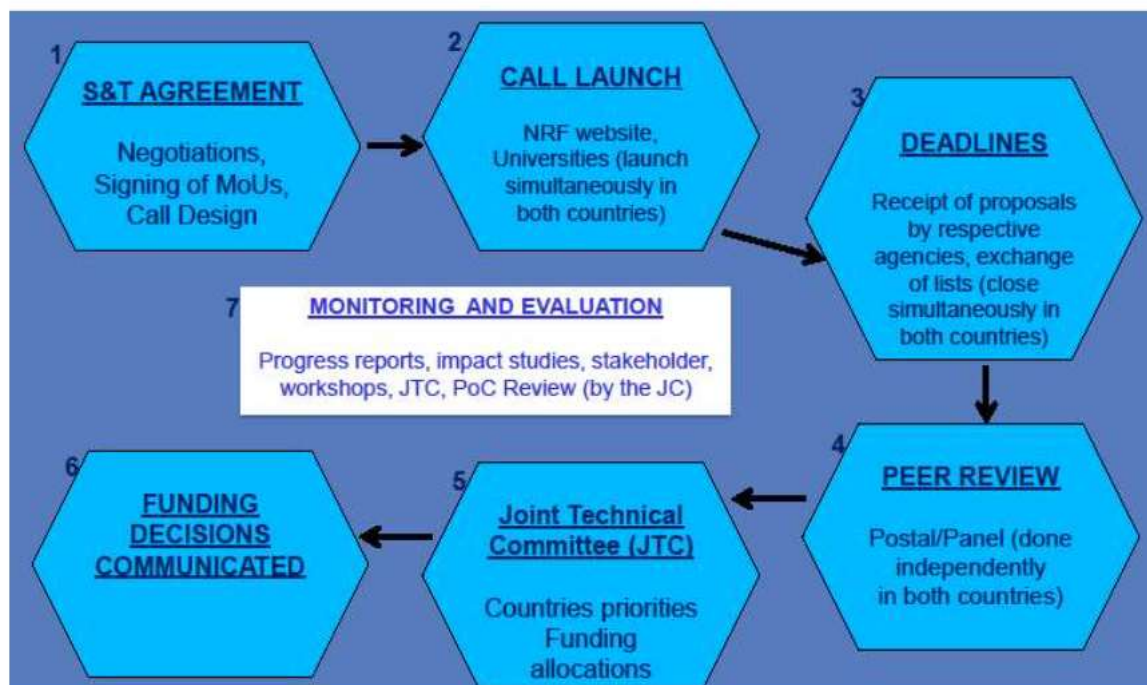 1
S&T AGREEMENT
Negotiations,
Signing of MoUs,
Call Design
2
CALL LAUNCH
NRF website,
Universities (launch
simultaneously in
both countries)
3
DEADLINES
Receipt of proposals
by respective
agencies, exchange
of lists (close
simultaneously in
both countries)
4
PEER REVIEW
Postal/Panel (done
independently
in both countries)
5
Joint Technical
Committee (JTC)
Countries priorities
Funding
allocations
6
FUNDING
DECISIONS
COMMUNICATED
7
MONITORING AND EVALUATION
Progress reports, impact studies, stakeholder,
workshops, JTC, PoC Review (by the JC)